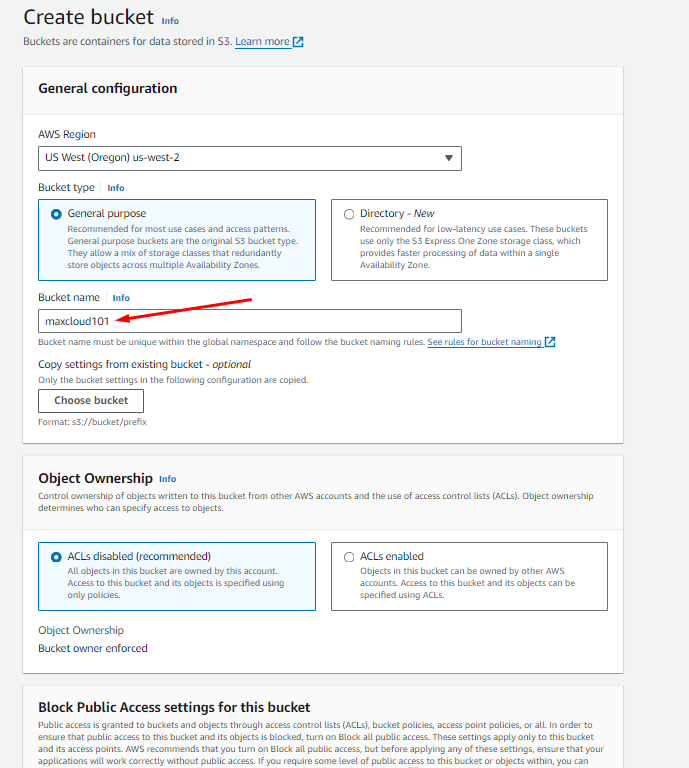 Create bucket Info
Buckets are containers for data stored in S3. Learn more
General configuration
AWS Region
US West (Oregon) us-west-2
Bucket type Info
General purpose
Recommended for most use cases and access patterns.
General purpose buckets are the original S3 bucket type.
They allow a mix of storage classes that redundantly
store objects across multiple Availability Zones.
Directory - New
Recommended for low-latency use cases. These buckets
use only the S3 Express One Zone storage class, which
provides faster processing of data within a single
Availability Zone.
Bucket name Info
maxcloud101
Bucket name must be unique within the global namespace and follow the bucket naming rules. See rules for bucket naming
Copy settings from existing bucket - optional
Only the bucket settings in the following configuration are copied.
Choose bucket
Format: s3://bucket/prefix
Object Ownership Info
Control ownership of objects written to this bucket from other AWS accounts and the use of access control lists (ACLs). Object ownership
determines who can specify access to objects.
ACLs disabled (recommended)
All objects in this bucket are owned by this account.
Access to this bucket and its objects is specified using
only policies.
ACLs enabled
Objects in this bucket can be owned by other AWS
accounts. Access to this bucket and its objects can be
specified using ACLs.
Object Ownership
Bucket owner enforced
Block Public Access settings for this bucket
Public access is granted to buckets and objects through access control lists (ACLs), bucket policies, access point policies, or all. In order to
ensure that public access to this bucket and its objects is blocked, turn on Block all public access. These settings apply only to this bucket
and its access points. AWS recommends that you turn on Block all public access, but before applying any of these settings, ensure that your
applications will work correctly without public access. If you require some level of public access to this bucket or objects within, you can